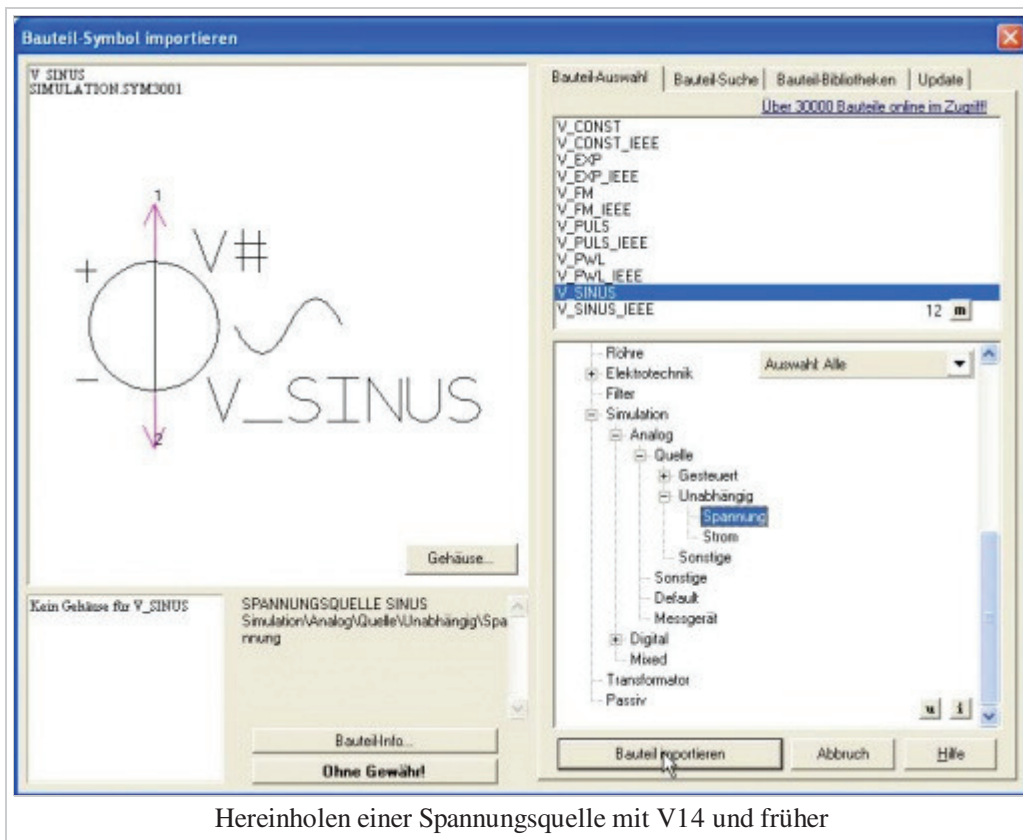 Bauteil-Symbol importieren
V_SINUS
SIMULATION.SYM3001
1
V#
+
−
V_SINUS
2
Gehäuse...
Kein Gehäuse für V_SINUS
SPANNUNGSQUELLE SINUS
Simulation\Analog\Quelle\Unabhängig\Spa
nnung
Bauteil-Info...
Ohne Gewähr!
Bauteil-Auswahl
Bauteil-Suche
Bauteil-Bibliotheken
Update
Über 30000 Bauteile online im Zugriff!
V_CONST
V_CONST_IEEE
V_EXP
V_EXP_IEEE
V_FM
V_FM_IEEE
V_PULS
V_PULS_IEEE
V_PWL
V_PWL_IEEE
V_SINUS
V_SINUS_IEEE
12 m
Röhre
Auswahl: Alle
Elektrotechnik
Filter
Simulation
Analog
Quelle
Gesteuert
Unabhängig
Spannung
Strom
Sonstige
Sonstige
Default
Messgerät
Digital
Mixed
Transformator
Passiv
u i
Bauteil importieren
Abbruch
Hilfe
Hereinholen einer Spannungsquelle mit V14 und früher